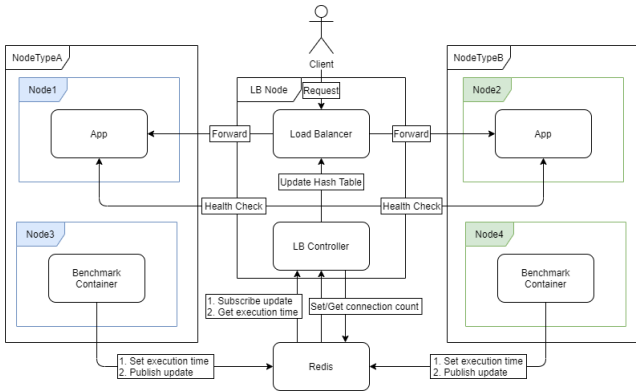 Client
NodeTypeA
NodeTypeB
Node1
LB Node
Request
Node2
App
Forward
Load Balancer
Forward
App
Update Hash Table
Health Check
Health Check
Node3
LB Controller
Node4
Benchmark
Container
Benchmark
Container
1. Subscribe update
2. Get execution time
Set/Get connection count
1. Set execution time
2. Publish update
Redis
1. Set execution time
2. Publish update